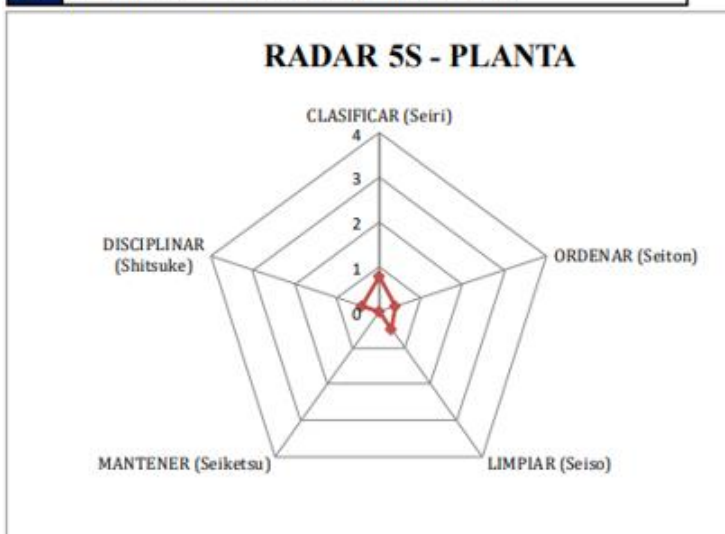 RADAR 5S - PLANTA
CLASIFICAR (Seiri)
4
3
2
1
0
DISCIPLINAR
(Shitsuke)
ORDENAR (Seiton)
MANTENER (Seiketsu)
LIMPIAR (Seiso)